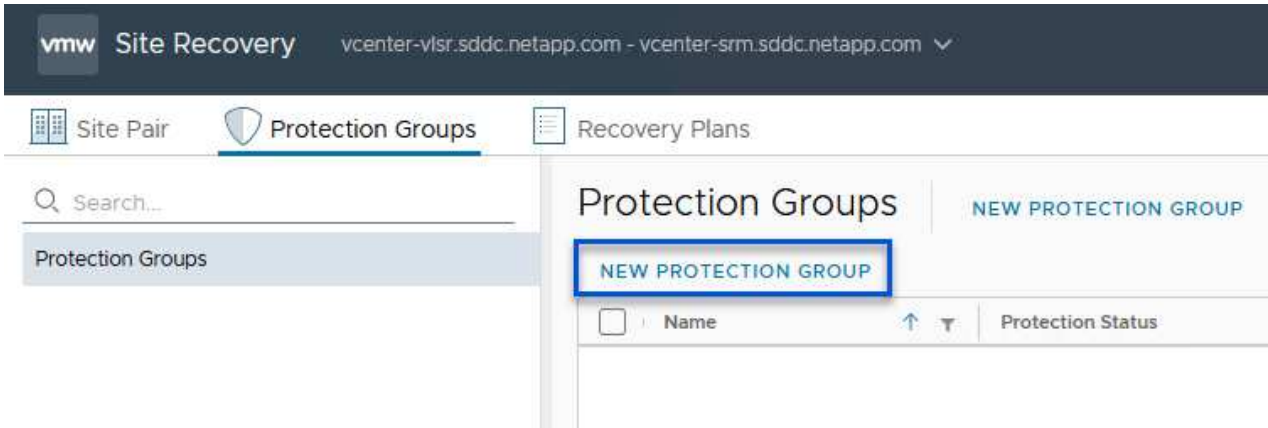 vmw Site Recovery vcenter-vlsr.sddc.netapp.com - vcenter-srm.sddc.netapp.com
Site Pair Protection Groups Recovery Plans
Search...
Protection Groups
Protection Groups NEW PROTECTION GROUP
NEW PROTECTION GROUP
Name Protection Status